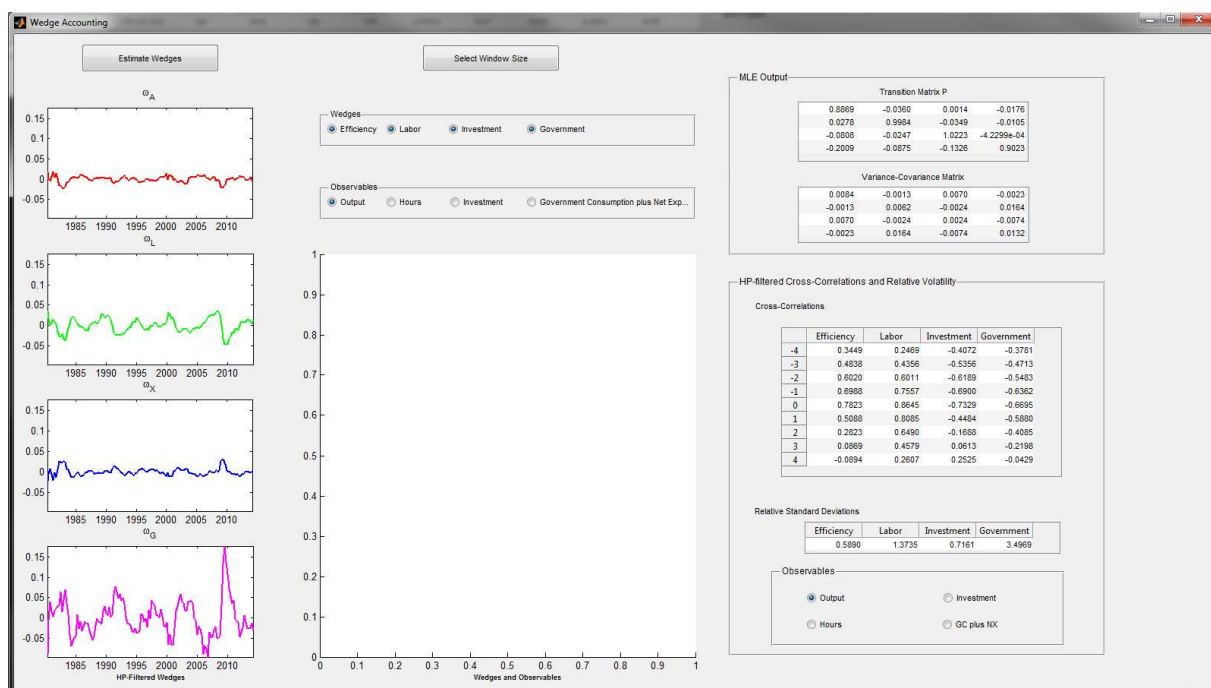 Wedge Accounting
Estimate Wedges
Select Window Size
ω_A
0.15
0.1
0.05
0
-0.05
1985 1990 1995 2000 2005 2010
ω_L
0.15
0.1
0.05
0
-0.05
1985 1990 1995 2000 2005 2010
ω_X
0.15
0.1
0.05
0
-0.05
1985 1990 1995 2000 2005 2010
ω_G
0.15
0.1
0.05
0
-0.05
1985 1990 1995 2000 2005 2010
HP-Filtered Wedges
Wedges
Efficiency Labor Investment Government
Observables
Output Hours Investment Government Consumption plus Net Exp...
1
0.9
0.8
0.7
0.6
0.5
0.4
0.3
0.2
0.1
0
0 0.1 0.2 0.3 0.4 0.5 0.6 0.7 0.8 0.9 1
Wedges and Observables
MLE Output
Transition Matrix P
0.8869 -0.0360 0.0014 -0.0176
0.0278 0.9984 -0.0349 -0.0105
-0.0808 -0.0247 1.0223 -4.2299e-04
-0.2009 -0.0875 -0.1326 0.9023
Variance-Covariance Matrix
0.0084 -0.0013 0.0070 -0.0023
-0.0013 0.0062 -0.0024 0.0164
0.0070 -0.0024 0.0024 -0.0074
-0.0023 0.0164 -0.0074 0.0132
HP-filtered Cross-Correlations and Relative Volatility
Cross-Correlations
Efficiency Labor Investment Government
-4 0.3449 0.2469 -0.4072 -0.3781
-3 0.4838 0.4356 -0.5356 -0.4713
-2 0.6020 0.6011 -0.6189 -0.5483
-1 0.6988 0.7557 -0.6900 -0.6362
0 0.7823 0.8645 -0.7329 -0.6695
1 0.5088 0.8085 -0.4484 -0.5880
2 0.2823 0.6490 -0.1688 -0.4085
3 0.0869 0.4579 0.0613 -0.2198
4 -0.0894 0.2607 0.2525 -0.0429
Relative Standard Deviations
Efficiency Labor Investment Government
0.5890 1.3735 0.7161 3.4969
Observables
Output Investment
Hours GC plus NX